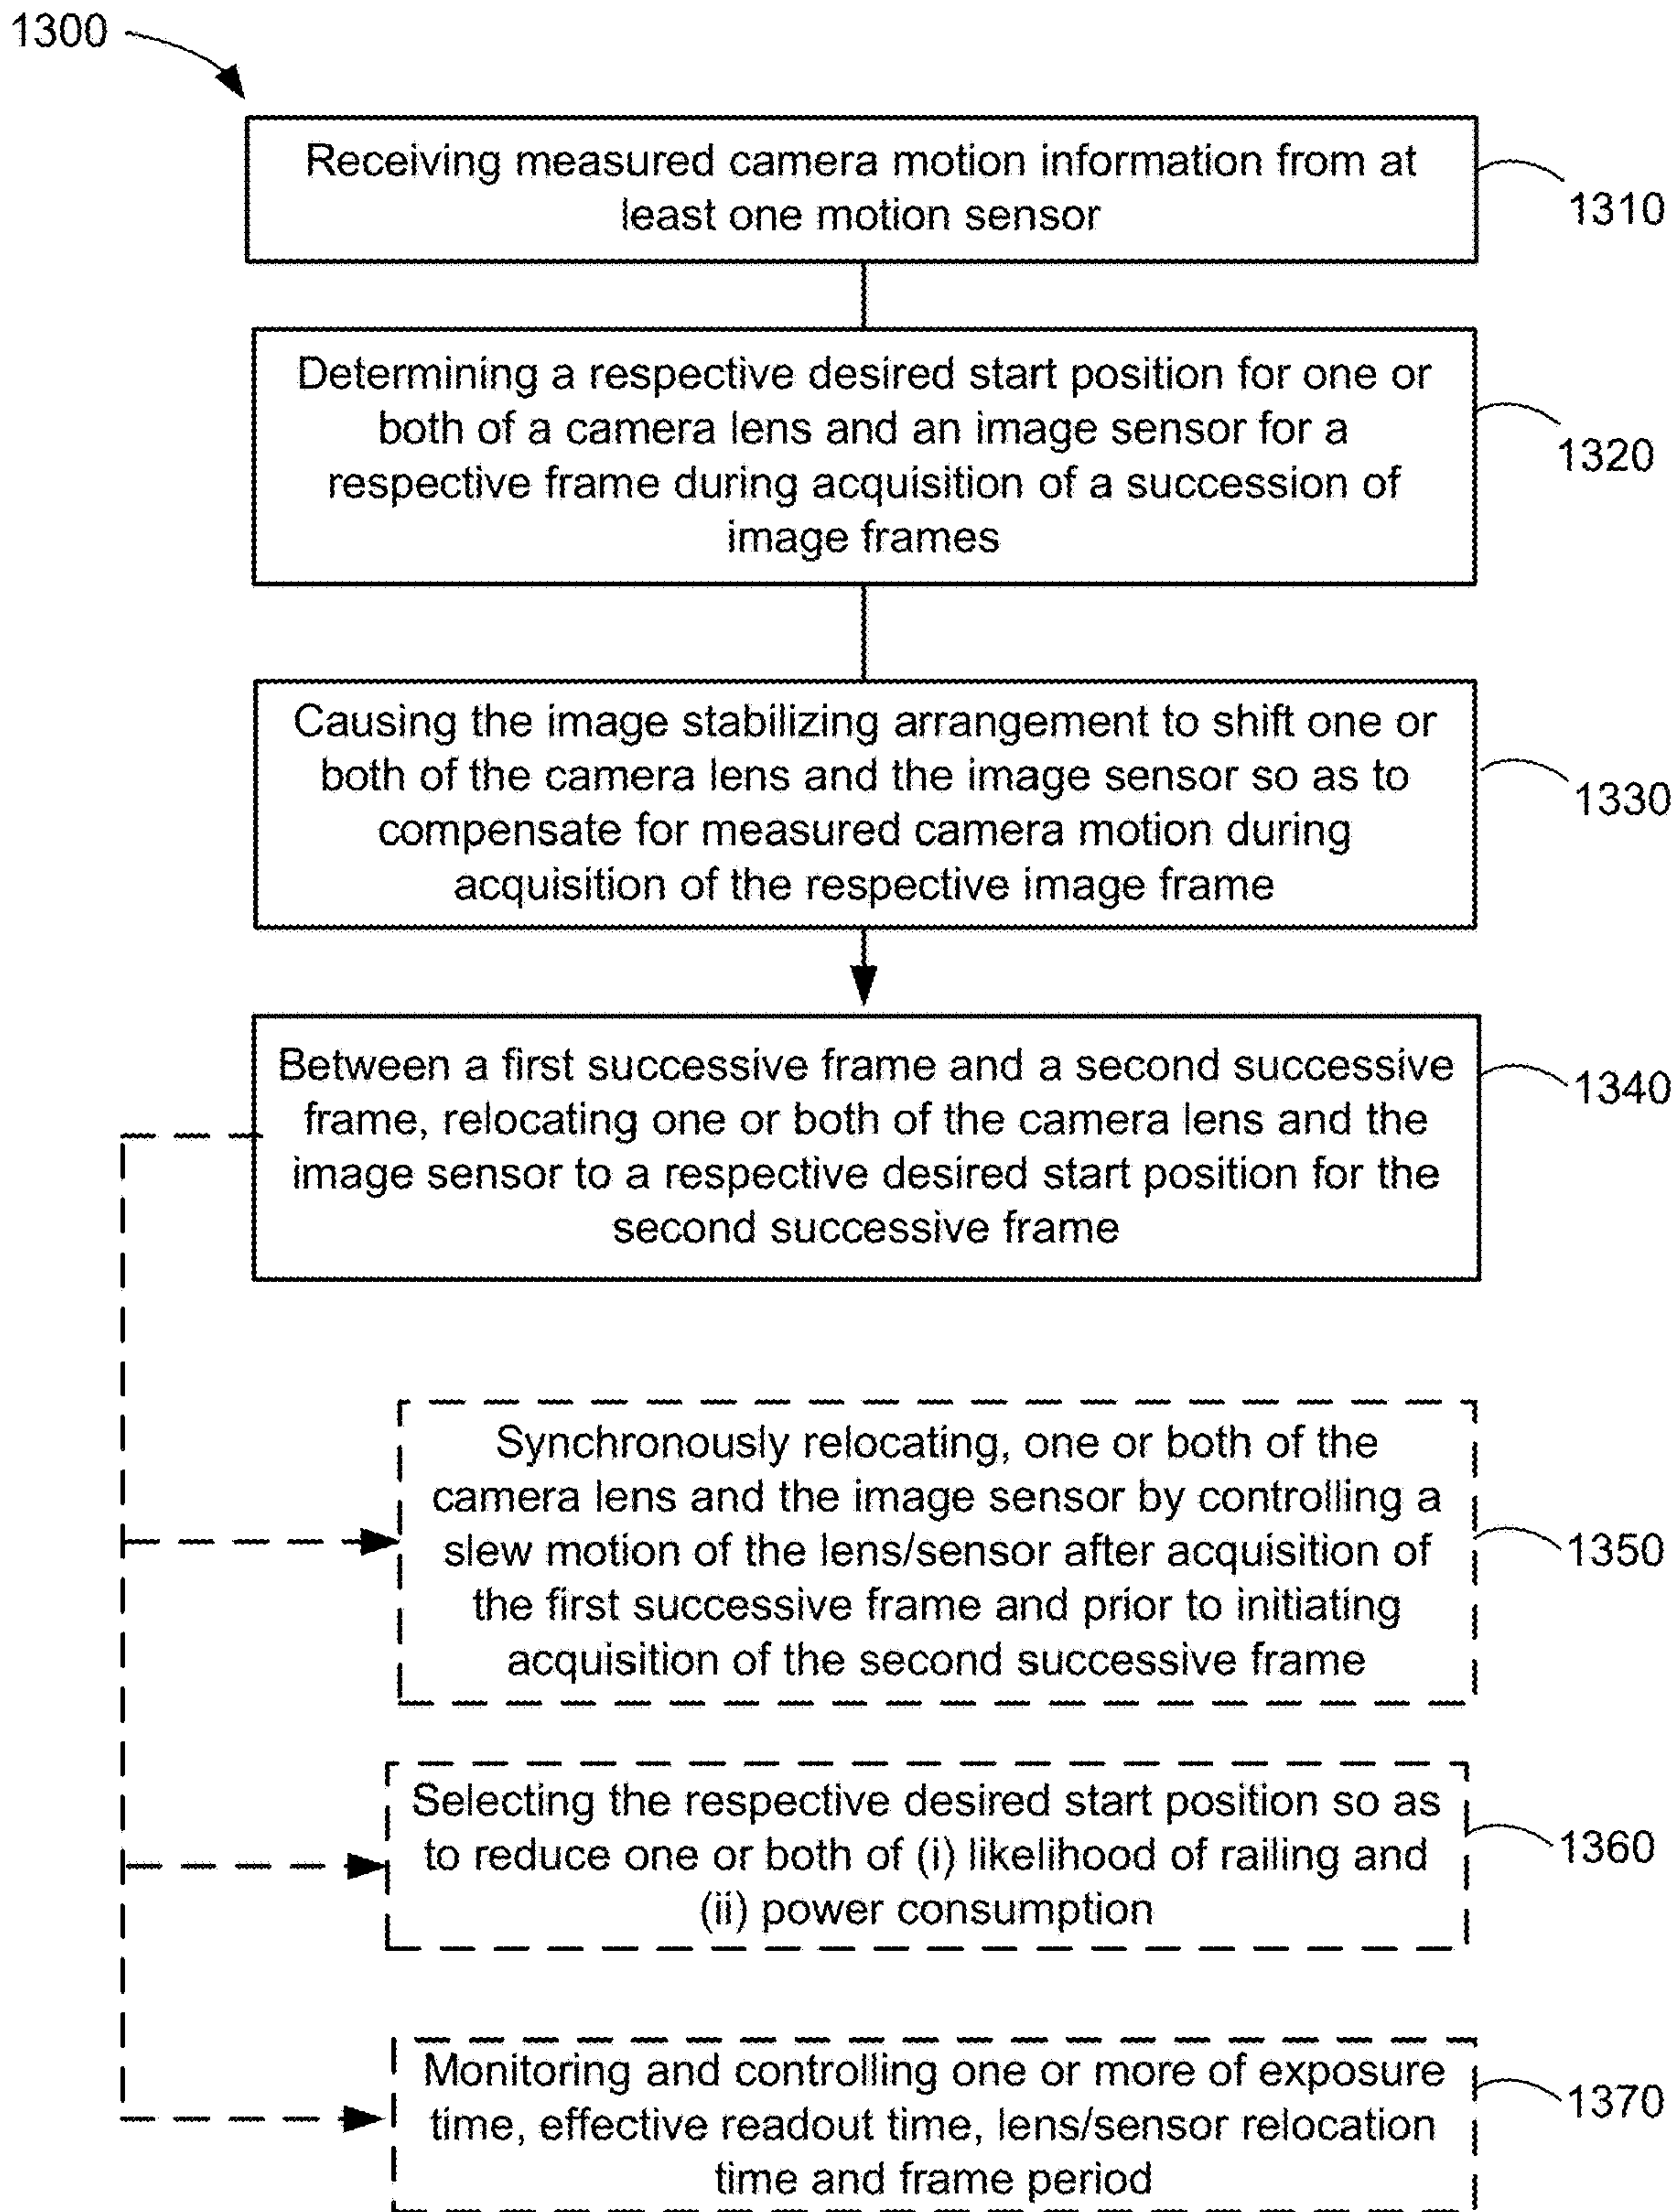 1300
Receiving measured camera motion information from at
least one motion sensor
1310
Determining a respective desired start position for one or
both of a camera lens and an image sensor for a
respective frame during acquisition of a succession of
image frames
1320
Causing the image stabilizing arrangement to shift one or
both of the camera lens and the image sensor so as to
compensate for measured camera motion during
acquisition of the respective image frame
1330
Between a first successive frame and a second successive
frame, relocating one or both of the camera lens and the
image sensor to a respective desired start position for the
second successive frame
1340
Synchronously relocating, one or both of the
camera lens and the image sensor by controlling a
slew motion of the lens/sensor after acquisition of
the first successive frame and prior to initiating
acquisition of the second successive frame
1350
Selecting the respective desired start position so as
to reduce one or both of (i) likelihood of railing and
(ii) power consumption
1360
Monitoring and controlling one or more of exposure
time, effective readout time, lens/sensor relocation
time and frame period
1370